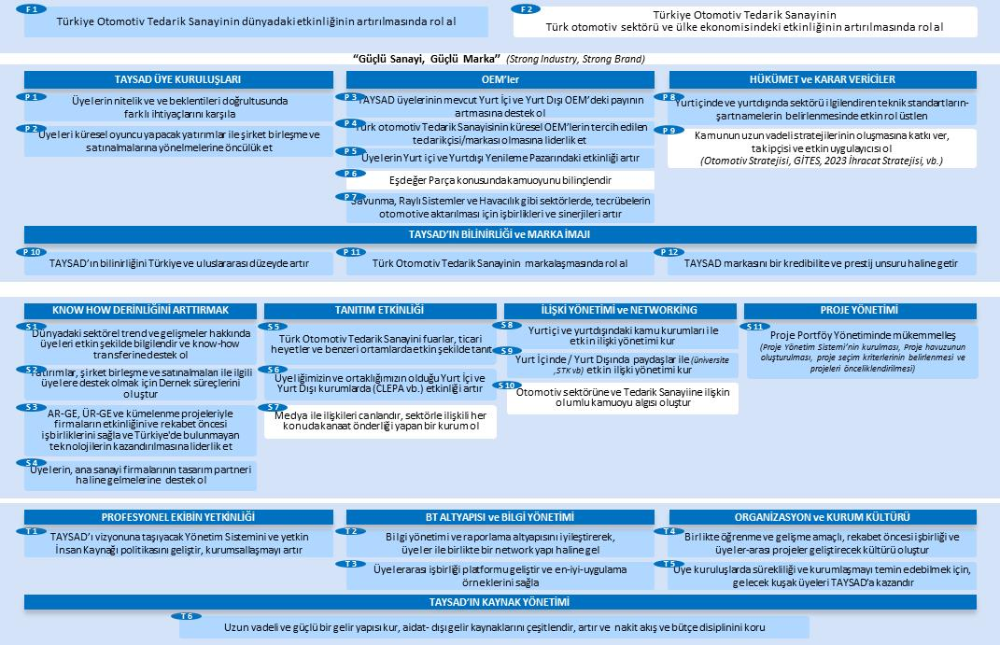 F 1
Türkiye Otomotiv Tedarik Sanayinin dünyadaki etkinliğinin artırılmasında rol al
F 2
Türkiye Otomotiv Tedarik Sanayinin
Türk otomotiv sektörü ve ülke ekonomisindeki etkinliğinin artırılmasında rol al
“Güçlü Sanayi, Güçlü Marka” (Strong Industry, Strong Brand)
TAYSAD ÜYE KURULUŞLARI
P 1
Üyelerin nitelik ve ve beklentileri doğrultusunda
farklı ihtiyaçlarını karşıla
P 2
Üyeleri küresel oyuncu yapacak yatırımlar ile şirket birleşme ve
satınalmalarına yönelmelerine öncülük et
OEM’ler
P 3
TAYSAD üyelerinin mevcut Yurt İçi ve Yurt Dışı OEM’deki payının
artmasına destek ol
P 4
Türk otomotiv Tedarik Sanayisinin küresel OEM’lerin tercih edilen
tedarikçisi/markası olmasına liderlik et
P 5
Üyelerin Yurt içi ve Yurtdışı Yenileme Pazarındaki etkinliği artır
P 6
Eşdeğer Parça konusunda kamuoyunu bilinçlendir
P 7
Savunma, Raylı Sistemler ve Havacılık gibi sektörlerde, tecrübelerin
otomotive aktarılması için işbirlikleri ve sinerjileri artır
HÜKÜMET ve KARAR VERİCİLER
P 8
Yurtiçinde ve yurtdışında sektörü ilgilendiren teknik standartların-
şartnamelerin belirlenmesinde etkin rol üstlen
P 9
Kamunun uzun vadeli stratejilerinin oluşmasına katkı ver,
takipçisi ve etkin uygulayıcısı ol
(Otomotiv Stratejisi, GİTES, 2023 İhracat Stratejisi, vb.)
TAYSAD’IN BİLİNİRLİĞİ ve MARKA İMAJI
P 10
TAYSAD’ın bilinirliğini Türkiye ve uluslararası düzeyde artır
P 11
Türk Otomotiv Tedarik Sanayinin markalaşmasında rol al
P 12
TAYSAD markasını bir kredibilite ve prestij unsuru haline getir
KNOW HOW DERİNLİĞİNİ ARTTIRMAK
S 1
Dünyadaki sektörel trend ve gelişmeler hakkında
üyeleri etkin şekilde bilgilendir ve know-how
transferine destek ol
S 2
Yatırımlar, şirket birleşme ve satınalmaları ile ilgili
üyelere destek olmak için Dernek süreçlerini
oluştur
S 3
AR-GE, ÜR-GE ve kümelenme projeleriyle
firmaların etkinliğini ve rekabet öncesi
işbirliklerini sağla ve Türkiye'de bulunmayan
teknolojilerin kazandırılmasına liderlik et
S 4
Üyelerin, ana sanayi firmalarının tasarım partneri
haline gelmelerine destek ol
TANITIM ETKİNLİĞİ
S 5
Türk Otomotiv Tedarik Sanayini fuarlar, ticari
heyetler ve benzeri ortamlarda etkin şekilde tanıt
S 6
Üyeliğimizin ve ortaklığımızın olduğu Yurt İçi ve
Yurt Dışı kurumlarda (CLEPA vb.) etkinliği artır
S 7
Medya ile ilişkileri canlandır, sektörle ilişkili her
konuda kanaat önderliği yapan bir kurum ol
İLİŞKİ YÖNETİMİ ve NETWORKING
S 8
Yurtiçi ve yurtdışındaki kamu kurumları ile
etkin ilişki yönetimi kur
S 9
Yurt İçinde / Yurt Dışında paydaşlar ile (üniversite
,STK vb) etkin ilişki yönetimi kur
S 10
Otomotiv sektörüne ve Tedarik Sanayiine ilişkin
olumlu kamuoyu algısı oluştur
PROJE YÖNETİMİ
S 11
Proje Portföy Yönetiminde mükemmelleş
(Proje Yönetim Sistemi’nin kurulması, Proje havuzunun
oluşturulması, proje seçim kriterlerinin belirlenmesi ve
projeleri önceliklendirilmesi)
PROFESYONEL EKİBİN YETKİNLİĞİ
T 1
TAYSAD’ı vizyonuna taşıyacak Yönetim Sistemini ve yetkin
İnsan Kaynağı politikasını geliştir, kurumsallaşmayı artır
BT ALTYAPISI ve BİLGİ YÖNETİMİ
T 2
Bilgi yönetimi ve raporlama altyapısını iyileştirerek,
üyeler ile birlikte bir network yapı haline gel
T 3
Üyelerarası işbirliği platformu geliştir ve en-iyi-uygulama
örneklerini sağla
ORGANİZASYON ve KURUM KÜLTÜRÜ
T 4
Birlikte öğrenme ve gelişme amaçlı, rekabet öncesi işbirliği ve
üyeler-arası projeler geliştirecek kültürü oluştur
T 5
Üye kuruluşlarda sürekliliği ve kurumlaşmayı temin edebilmek için,
gelecek kuşak üyeleri TAYSAD’a kazandır
TAYSAD’IN KAYNAK YÖNETİMİ
T 6
Uzun vadeli ve güçlü bir gelir yapısı kur, aidat- dışı gelir kaynaklarını çeşitlendir, artır ve nakit akış ve bütçe disiplinini koru